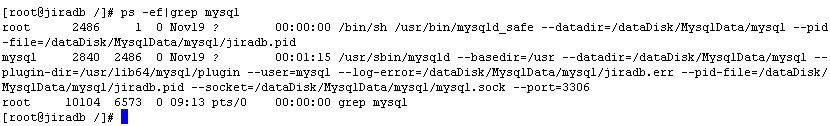 [root@jiradb /]# ps -ef|grep mysql
root      2486     1  0 Nov19 ?        00:00:00 /bin/sh /usr/bin/mysqld_safe --datadir=/dataDisk/MysqlData/mysql --pid
-file=/dataDisk/MysqlData/mysql/jiradb.pid
mysql     2840  2486  0 Nov19 ?        00:01:15 /usr/sbin/mysqld --basedir=/usr --datadir=/dataDisk/MysqlData/mysql --
plugin-dir=/usr/lib64/mysql/plugin --user=mysql --log-error=/dataDisk/MysqlData/mysql/jiradb.err --pid-file=/dataDisk/
MysqlData/mysql/jiradb.pid --socket=/dataDisk/MysqlData/mysql/mysql.sock --port=3306
root     10104  6573  0 09:13 pts/0    00:00:00 grep mysql
[root@jiradb /]#